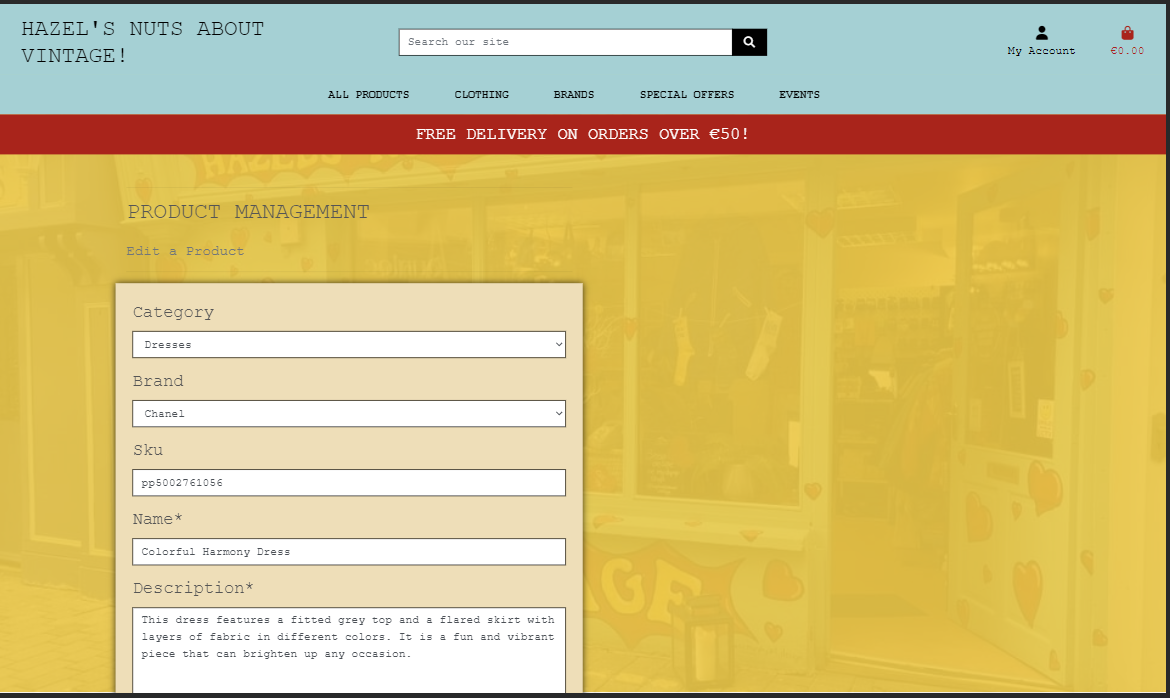 HAZEL'S NUTS ABOUT
VINTAGE!
Search our site
My Account
€0.00
ALL PRODUCTS CLOTHING BRANDS SPECIAL OFFERS EVENTS
FREE DELIVERY ON ORDERS OVER €50!
PRODUCT MANAGEMENT
Edit a Product
Category
Dresses
Brand
Chanel
Sku
pp5002761056
Name*
Colorful Harmony Dress
Description*
This dress features a fitted grey top and a flared skirt with
layers of fabric in different colors. It is a fun and vibrant
piece that can brighten up any occasion.